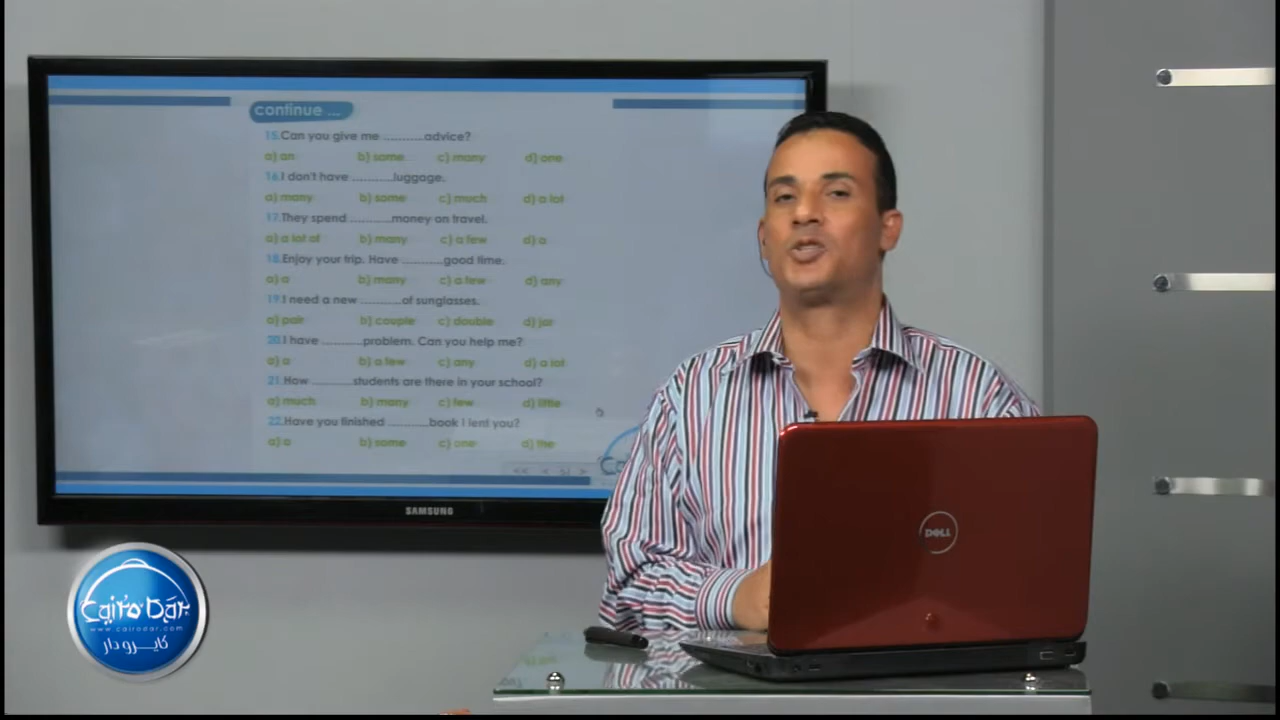 continue ...
15.Can you give me ..........advice?
a) an b) some c) many d) one
16.I don't have ..........luggage.
a) many b) some c) much d) a lot
17.They spend ..........money on travel.
a) a lot of b) many c) a few d) a
18.Enjoy your trip. Have ..........good time.
a) a b) many c) a few d) any
19.I need a new ..........of sunglasses.
a) pair b) couple c) double d) jar
20.I have ..........problem. Can you help me?
a) a b) a few c) any d) a lot
21.How ..........students are there in your school?
a) much b) many c) few d) little
22.Have you finished ..........book I lent you?
a) a b) some c) one d) the
<< < 51 >
SAMSUNG
DELL
Cairo Dar
www.cairodar.com
كايرو دار